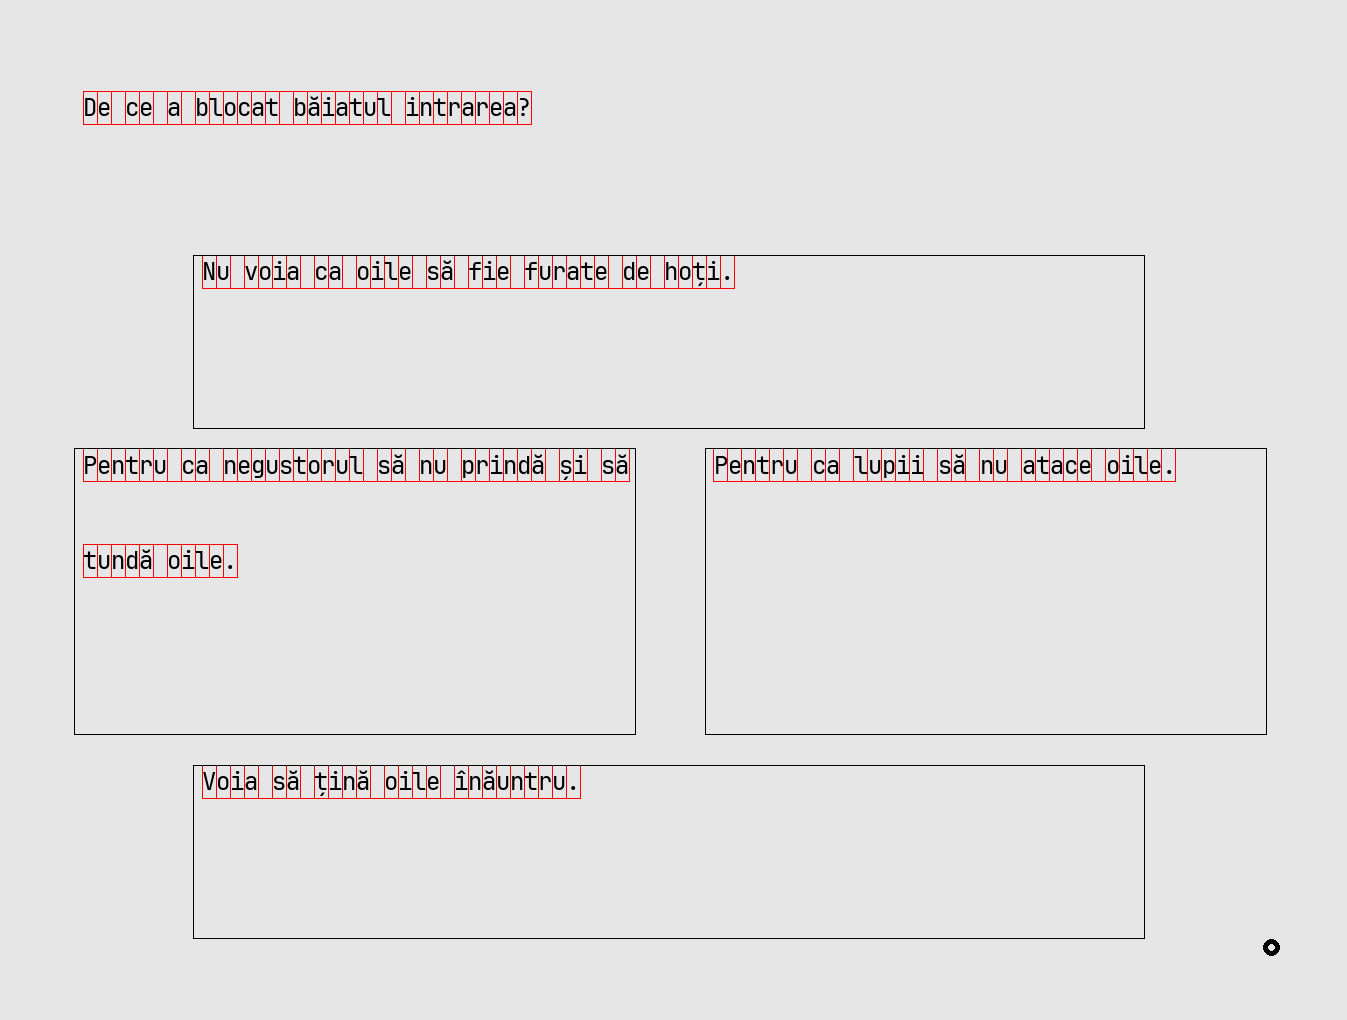 De ce a blocat băiatul intrarea?
Nu voia ca oile să fie furate de hoți.
Pentru ca negustorul să nu prindă și să
tundă oile.
Pentru ca lupii să nu atace oile.
Voia să țină oile înăuntru.